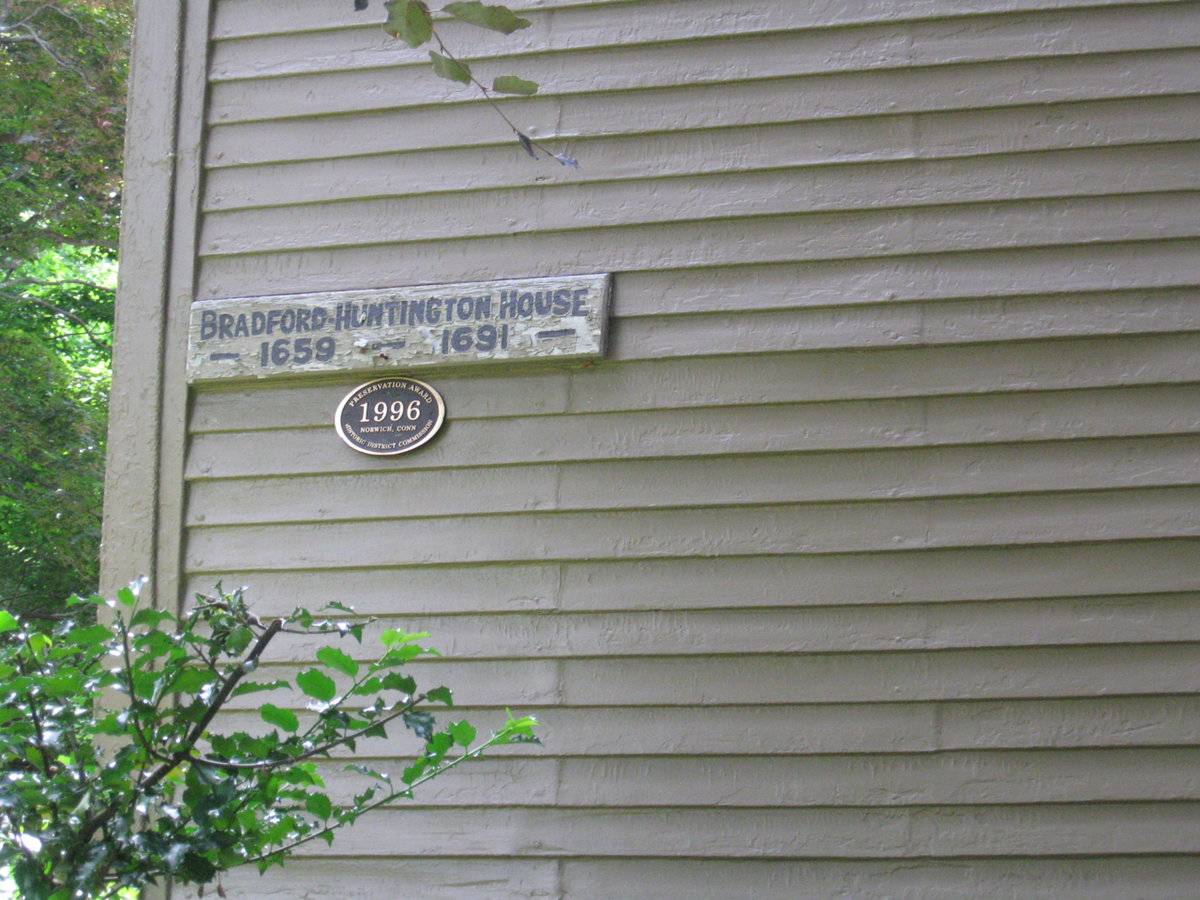 BRADFORD-HUNTINGTON HOUSE
— 1659 — 1691 —
PRESERVATION AWARD
1996
NORWICH, CONN
HISTORIC DISTRICT COMMISSION